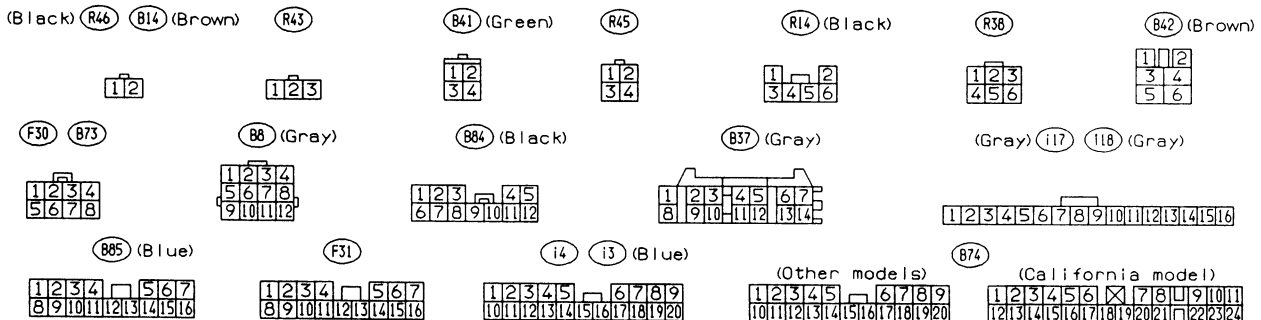 (Black) R46 B14 (Brown) R43 B41 (Green) R45 R14 (Black) R38 B42 (Brown)
1 2 1 2 3 1 2 1 2 1 2 1 2 3 1 2
3 4 3 4 3 4 5 6 4 5 6 3 4
5 6
F30 B73 B8 (Gray) B84 (Black) B37 (Gray) (Gray) i17 i18 (Gray)
1 2 3 4 1 2 3 4 1 2 3 4 5 1 2 3 4 5 6 7
5 6 7 8 5 6 7 8 6 7 8 9 10 11 12 8 9 10 11 12 13 14 1 2 3 4 5 6 7 8 9 10 11 12 13 14 15 16
9 10 11 12
B85 (Blue) F31 i4 i3 (Blue) B74
(Other models) (California model)
1 2 3 4 5 6 7 1 2 3 4 5 6 7 1 2 3 4 5 6 7 8 9 1 2 3 4 5 6 7 8 9 1 2 3 4 5 6 7 8 9 10 11
8 9 10 11 12 13 14 15 16 8 9 10 11 12 13 14 15 16 10 11 12 13 14 15 16 17 18 19 20 10 11 12 13 14 15 16 17 18 19 20 12 13 14 15 16 17 18 19 20 21 22 23 24